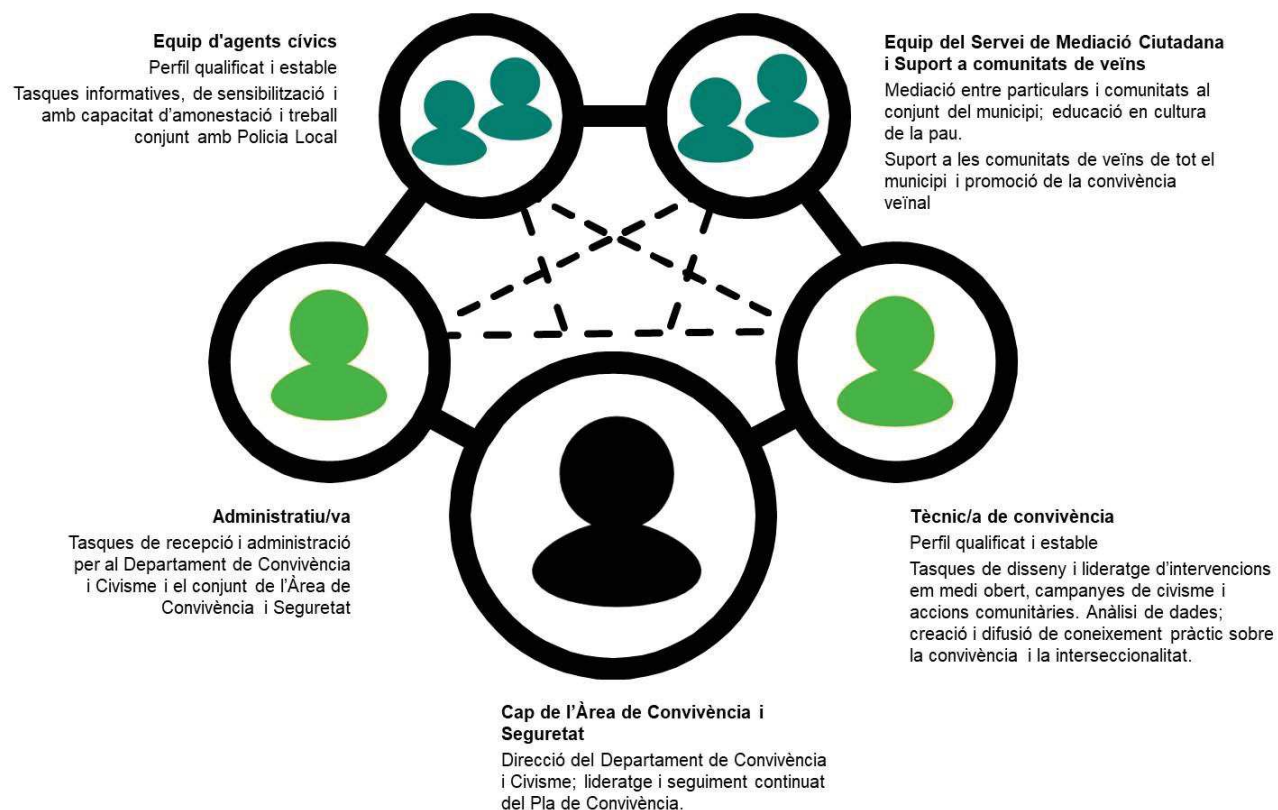 Equip d'agents cívics
Perfil qualificat i estable
Tasques informatives, de sensibilització i
amb capacitat d’amonestació i treball
conjunt amb Policia Local
Equip del Servei de Mediació Ciutadana
i Suport a comunitats de veïns
Mediació entre particulars i comunitats al
conjunt del municipi; educació en cultura
de la pau.
Suport a les comunitats de veïns de tot el
municipi i promoció de la convivència
veïnal
Administratiu/va
Tasques de recepció i administració
per al Departament de Convivència
i Civisme i el conjunt de l’Àrea de
Convivència i Seguretat
Tècnic/a de convivència
Perfil qualificat i estable
Tasques de disseny i lideratge d’intervencions
em medi obert, campanyes de civisme i
accions comunitàries. Anàlisi de dades;
creació i difusió de coneixement pràctic sobre
la convivència i la interseccionalitat.
Cap de l’Àrea de Convivència i
Seguretat
Direcció del Departament de Convivència
i Civisme; lideratge i seguiment continuat
del Pla de Convivència.